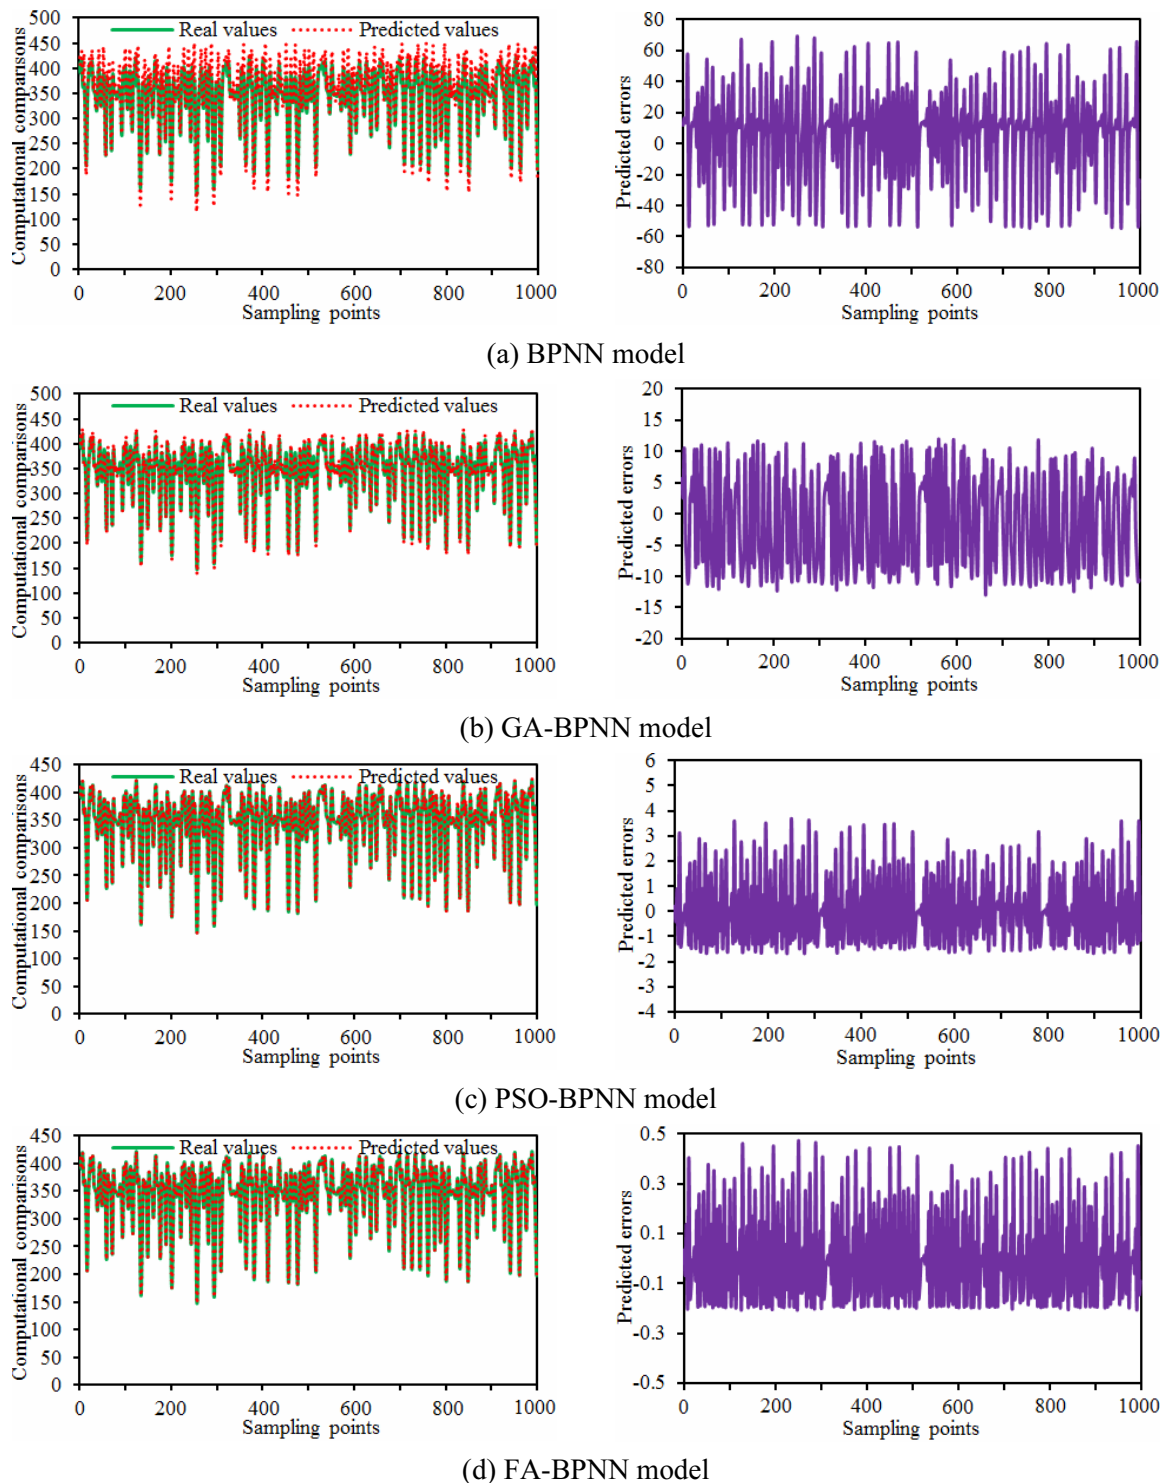 Real values Predicted values
500
450
400
350
300
250
200
150
100
50
0
Computational comparisons
0 200 400 600 800 1000
Sampling points
80
60
40
20
0
-20
-40
-60
-80
Predicted errors
0 200 400 600 800 1000
Sampling points
(a) BPNN model
Real values Predicted values
500
450
400
350
300
250
200
150
100
50
0
Computational comparisons
0 200 400 600 800 1000
Sampling points
20
15
10
5
0
-5
-10
-15
-20
Predicted errors
0 200 400 600 800 1000
Sampling points
(b) GA-BPNN model
Real values Predicted values
450
400
350
300
250
200
150
100
50
0
Computational comparisons
0 200 400 600 800 1000
Sampling points
6
5
4
3
2
1
0
-1
-2
-3
-4
Predicted errors
0 200 400 600 800 1000
Sampling points
(c) PSO-BPNN model
Real values Predicted values
450
400
350
300
250
200
150
100
50
0
Computational comparisons
0 200 400 600 800 1000
Sampling points
0.5
0.3
0.1
-0.1
-0.3
-0.5
Predicted errors
0 200 400 600 800 1000
Sampling points
(d) FA-BPNN model